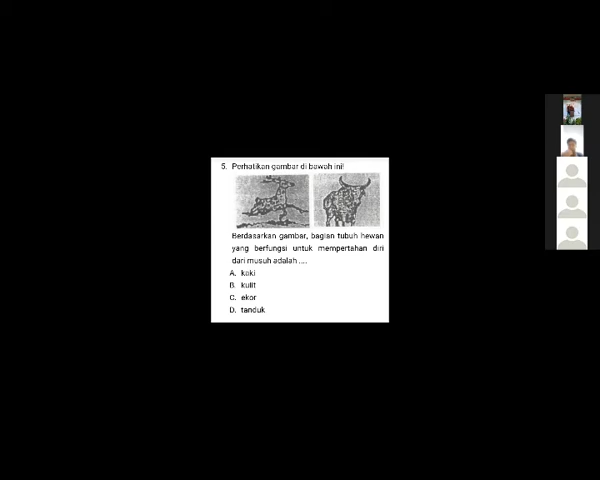 5. Perhatikan gambar di bawah ini!
Berdasarkan gambar, bagian tubuh hewan
yang berfungsi untuk mempertahan diri
dari musuh adalah ....
A. kaki
B. kulit
C. ekor
D. tanduk